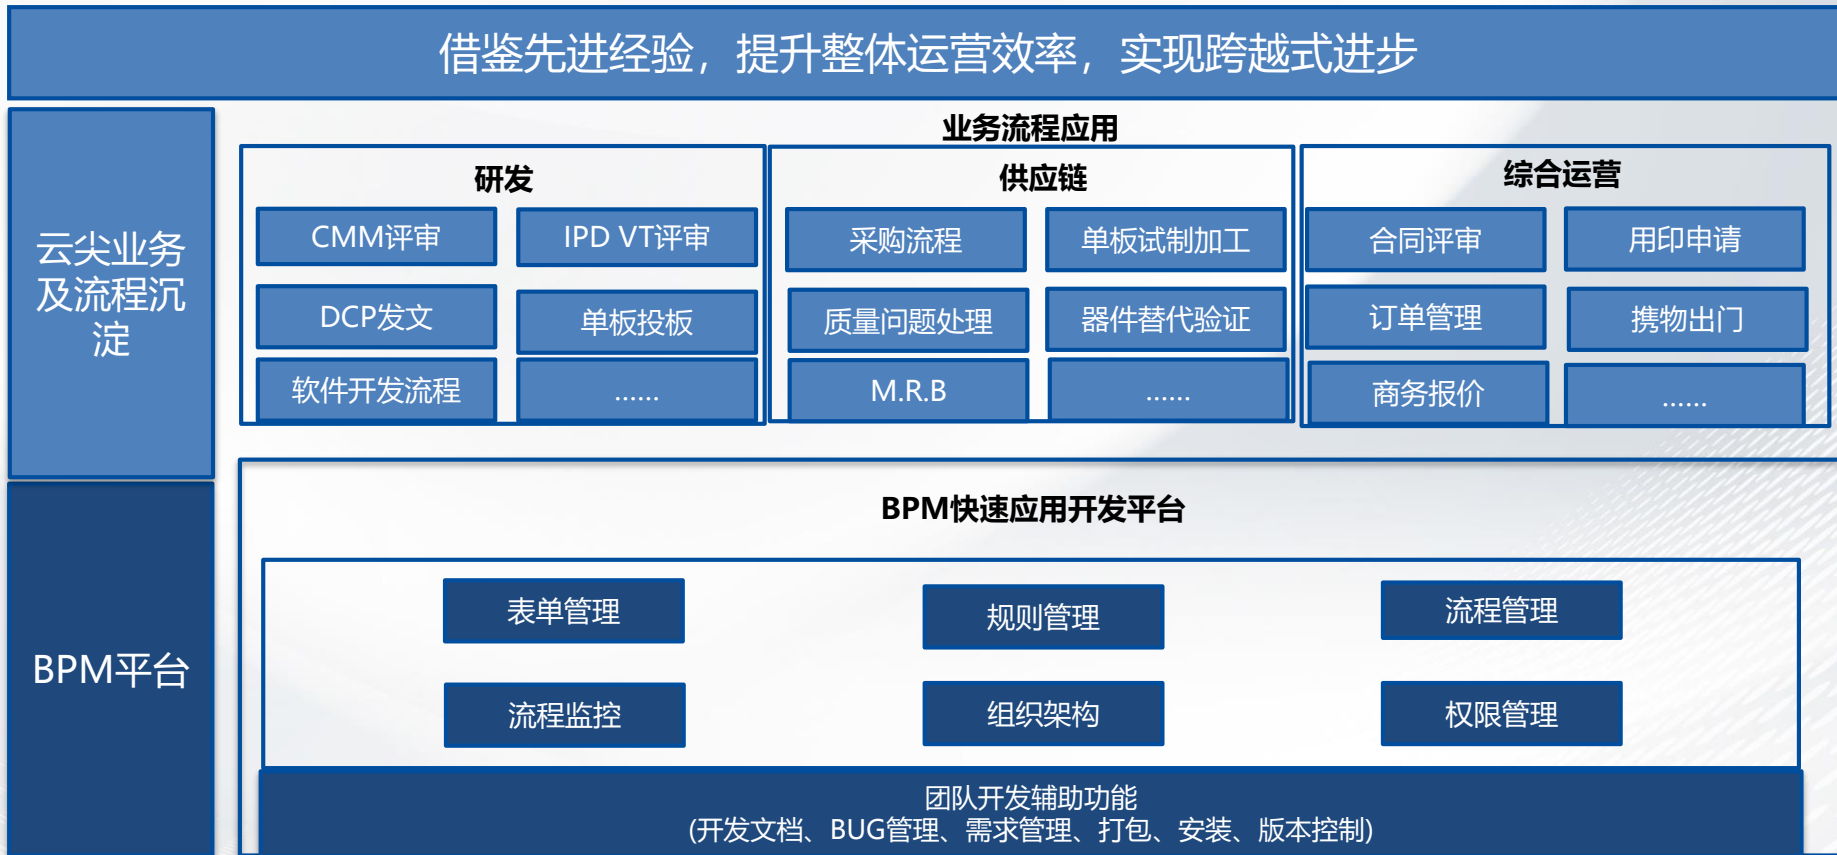 借鉴先进经验，提升整体运营效率，实现跨越式进步
云尖业务
及流程沉
淀
业务流程应用
研发
CMM评审
IPD VT评审
DCP发文
单板投板
软件开发流程
……
供应链
采购流程
单板试制加工
质量问题处理
器件替代验证
M.R.B
……
综合运营
合同评审
用印申请
订单管理
携物出门
商务报价
……
BPM平台
BPM快速应用开发平台
表单管理
规则管理
流程管理
流程监控
组织架构
权限管理
团队开发辅助功能
(开发文档、BUG管理、需求管理、打包、安装、版本控制)